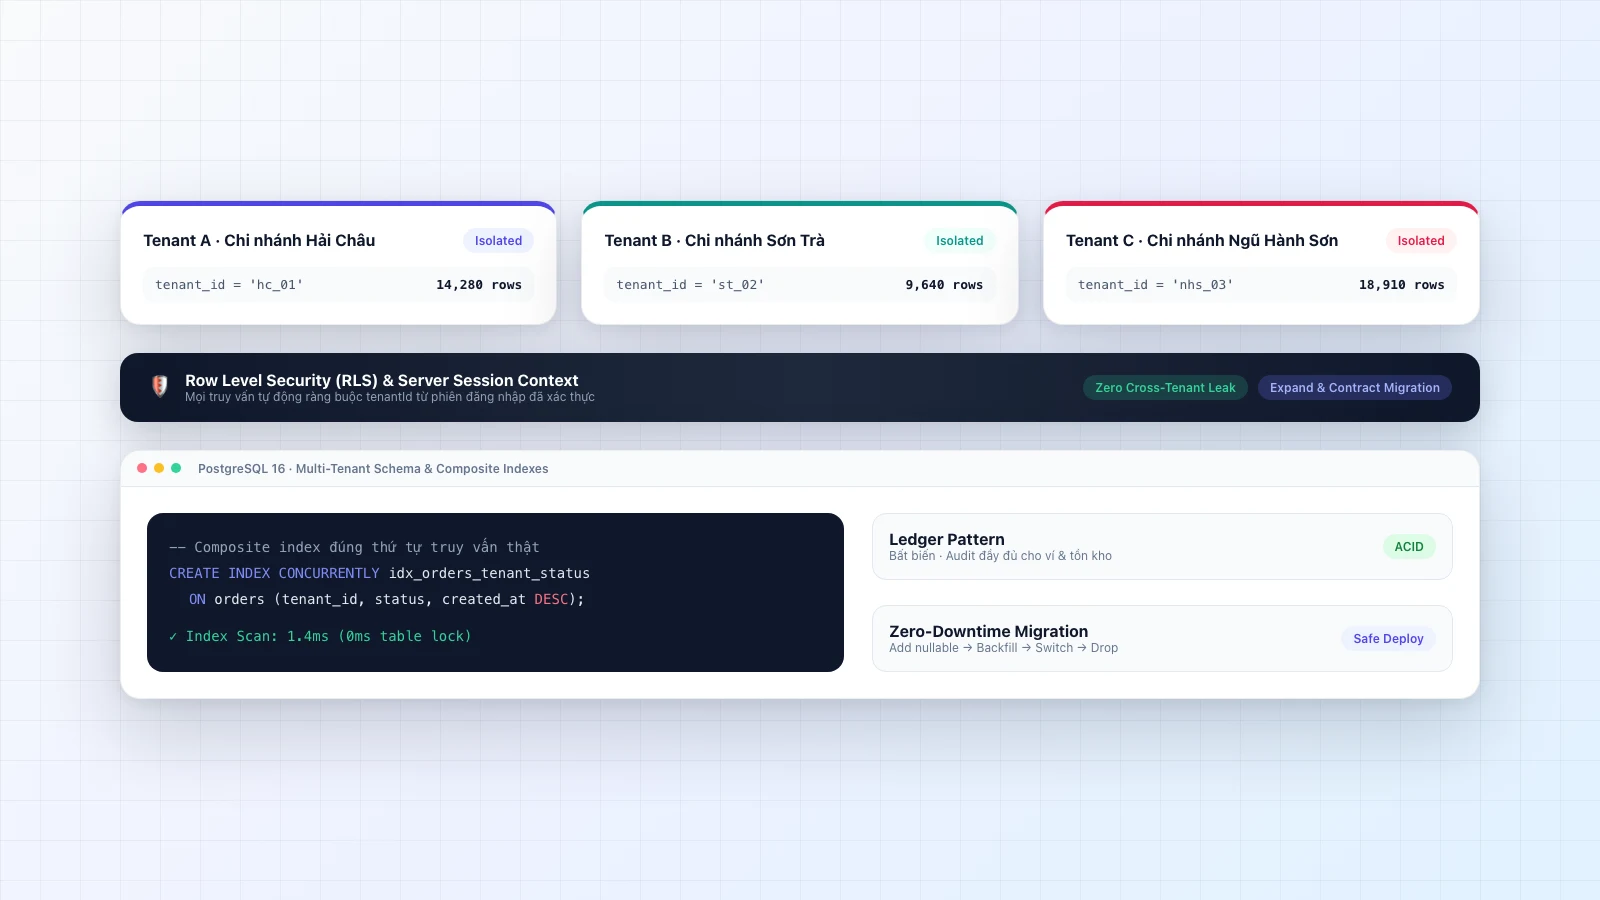 Tenant A · Chi nhánh Hải Châu
Isolated
tenant_id = 'hc_01'
14,280 rows
Tenant B · Chi nhánh Sơn Trà
Isolated
tenant_id = 'st_02'
9,640 rows
Tenant C · Chi nhánh Ngũ Hành Sơn
Isolated
tenant_id = 'nhs_03'
18,910 rows
Row Level Security (RLS) & Server Session Context
Mọi truy vấn tự động ràng buộc tenantId từ phiên đăng nhập đã xác thực
Zero Cross-Tenant Leak
Expand & Contract Migration
PostgreSQL 16 · Multi-Tenant Schema & Composite Indexes
-- Composite index đúng thứ tự truy vấn thật
CREATE INDEX CONCURRENTLY idx_orders_tenant_status
ON orders (tenant_id, status, created_at DESC);
✓ Index Scan: 1.4ms (0ms table lock)
Ledger Pattern
Bất biến · Audit đầy đủ cho ví & tồn kho
ACID
Zero-Downtime Migration
Add nullable → Backfill → Switch → Drop
Safe Deploy